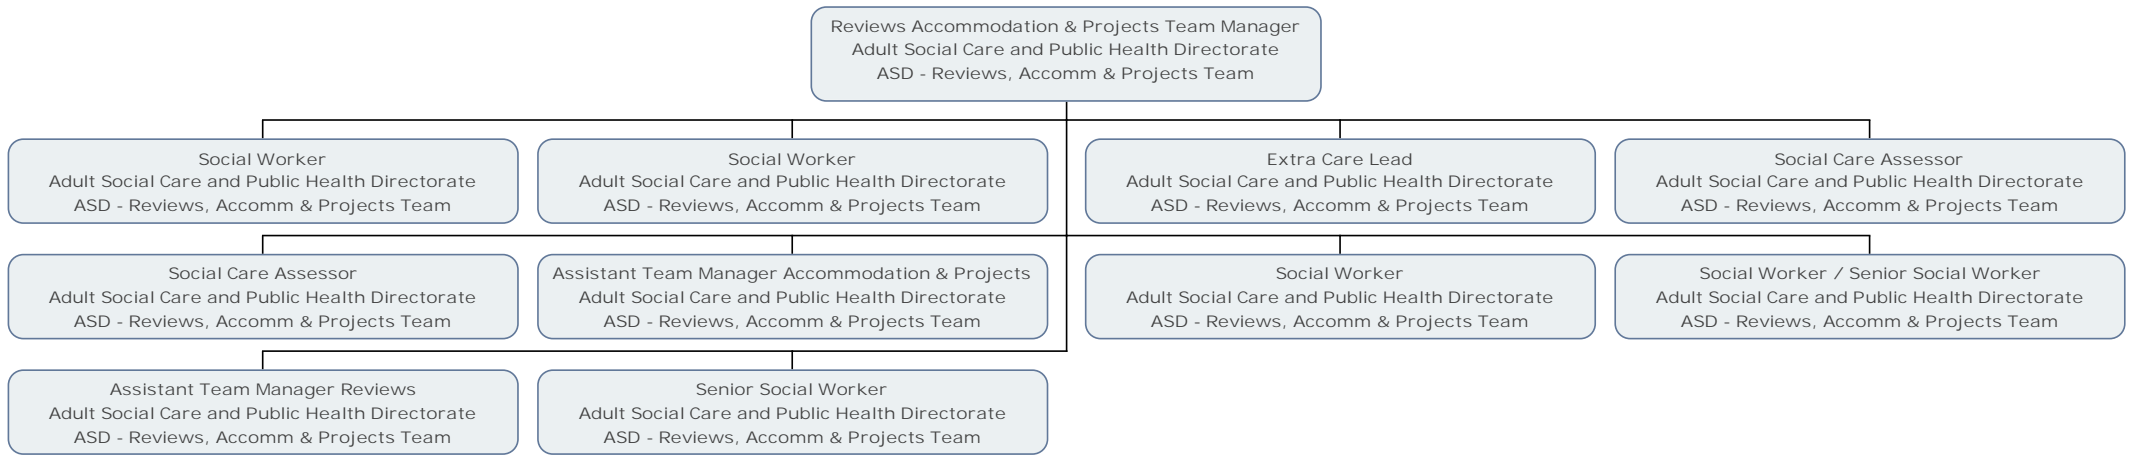 Reviews Accommodation & Projects Team Manager
Adult Social Care and Public Health Directorate
ASD - Reviews, Accomm & Projects Team
Social Worker
Adult Social Care and Public Health Directorate
ASD - Reviews, Accomm & Projects Team
Social Worker
Adult Social Care and Public Health Directorate
ASD - Reviews, Accomm & Projects Team
Extra Care Lead
Adult Social Care and Public Health Directorate
ASD - Reviews, Accomm & Projects Team
Social Care Assessor
Adult Social Care and Public Health Directorate
ASD - Reviews, Accomm & Projects Team
Social Care Assessor
Adult Social Care and Public Health Directorate
ASD - Reviews, Accomm & Projects Team
Assistant Team Manager Accommodation & Projects
Adult Social Care and Public Health Directorate
ASD - Reviews, Accomm & Projects Team
Social Worker
Adult Social Care and Public Health Directorate
ASD - Reviews, Accomm & Projects Team
Social Worker / Senior Social Worker
Adult Social Care and Public Health Directorate
ASD - Reviews, Accomm & Projects Team
Assistant Team Manager Reviews
Adult Social Care and Public Health Directorate
ASD - Reviews, Accomm & Projects Team
Senior Social Worker
Adult Social Care and Public Health Directorate
ASD - Reviews, Accomm & Projects Team